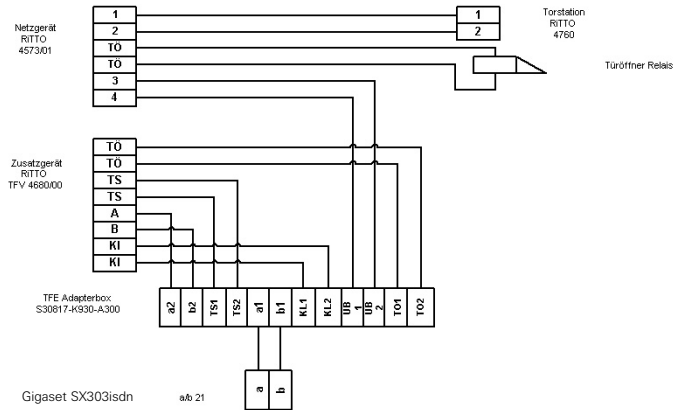 Netzgerät
RiTTO
4573/01
1
2
TÖ
TÖ
3
4
1
2
Torstation
RiTTO
4760
Türöffner Relais
Zusatzgerät
RiTTO
TFV 4680/00
TÖ
TÖ
TS
TS
A
B
KI
KI
TFE Adapterbox
S30817-K930-A300
a2
b2
TS1
TS2
a1
b1
KL1
KL2
UB
1
UB
2
TO1
TO2
a
b
Gigaset SX303isdn
a/b 21